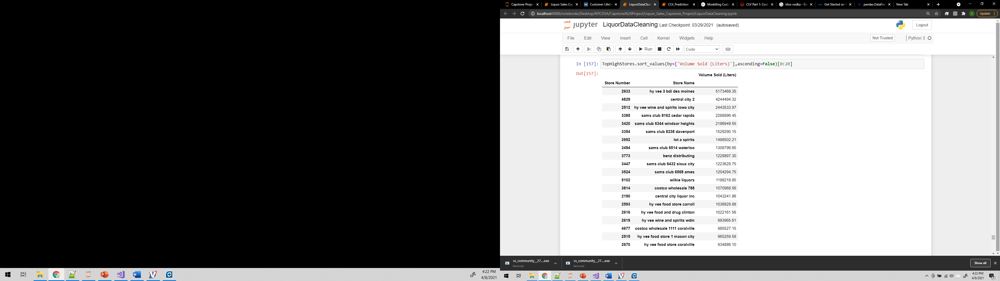 Capstone Projec
Liquor Sales Cap
Customer Lifetim
LiquorDataClean
CLV_Prediction
Modelling Custo
CLV Part 1: Cust
titos vodka - Go
Get Started on V
pandas.DataFra
New Tab
localhost:8888/notebooks/Desktop/NYCDSA/Capstone%20Project/Liquor_Sales_Capstone_Project/LiquorDataCleaning.ipynb
I
Update
jupyter LiquorDataCleaning Last Checkpoint: 03/29/2021 (autosaved)
Logout
File Edit View Insert Cell Kernel Widgets Help
Not Trusted
Python 3
Run
Code
In [157]: TopHighStores.sort_values(by=['Volume Sold (Liters)'],ascending=False)[0:20]
Out[157]:
Volume Sold (Liters)
Store Number Store Name
2633 hy vee 3 bdi des moines 5173469.35
4829 central city 2 4244494.32
2512 hy vee wine and spirits iowa city 2443533.97
3385 sams club 8162 cedar rapids 2288896.45
3420 sams club 6344 windsor heights 2186949.55
3354 sams club 8238 davenport 1529290.15
3952 lot a spirits 1498502.21
3494 sams club 6514 waterloo 1308796.65
3773 benz distributing 1228897.30
3447 sams club 6432 sioux city 1223628.75
3524 sams club 6568 ames 1204294.75
5102 wilkie liquors 1198218.85
3814 costco wholesale 788 1070968.56
2190 central city liquor inc 1043241.86
2593 hy vee food store carroll 1036829.88
2616 hy vee food and drug clinton 1022161.56
2619 hy vee wine and spirits wdm 993965.61
4677 costco wholesale 1111 coralville 985527.15
2515 hy vee food store 1 mason city 965259.58
2670 hy vee food store coralville 934886.10
vs_community__27....exe
Removed
vs_community__27....exe
Removed
Show all
4:22 PM
4/8/2021
4:22 PM
4/8/2021